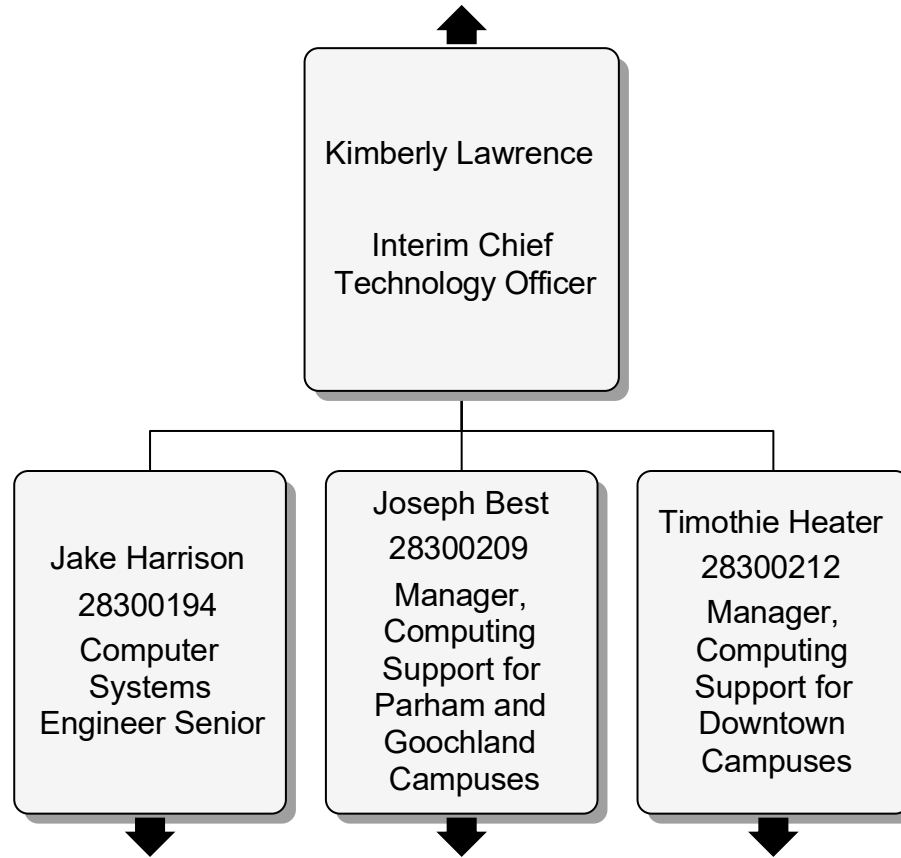 Kimberly Lawrence
Interim Chief
Technology Officer
Jake Harrison
28300194
Computer
Systems
Engineer Senior
Joseph Best
28300209
Manager,
Computing
Support for
Parham and
Goochland
Campuses
Timothie Heater
28300212
Manager,
Computing
Support for
Downtown
Campuses